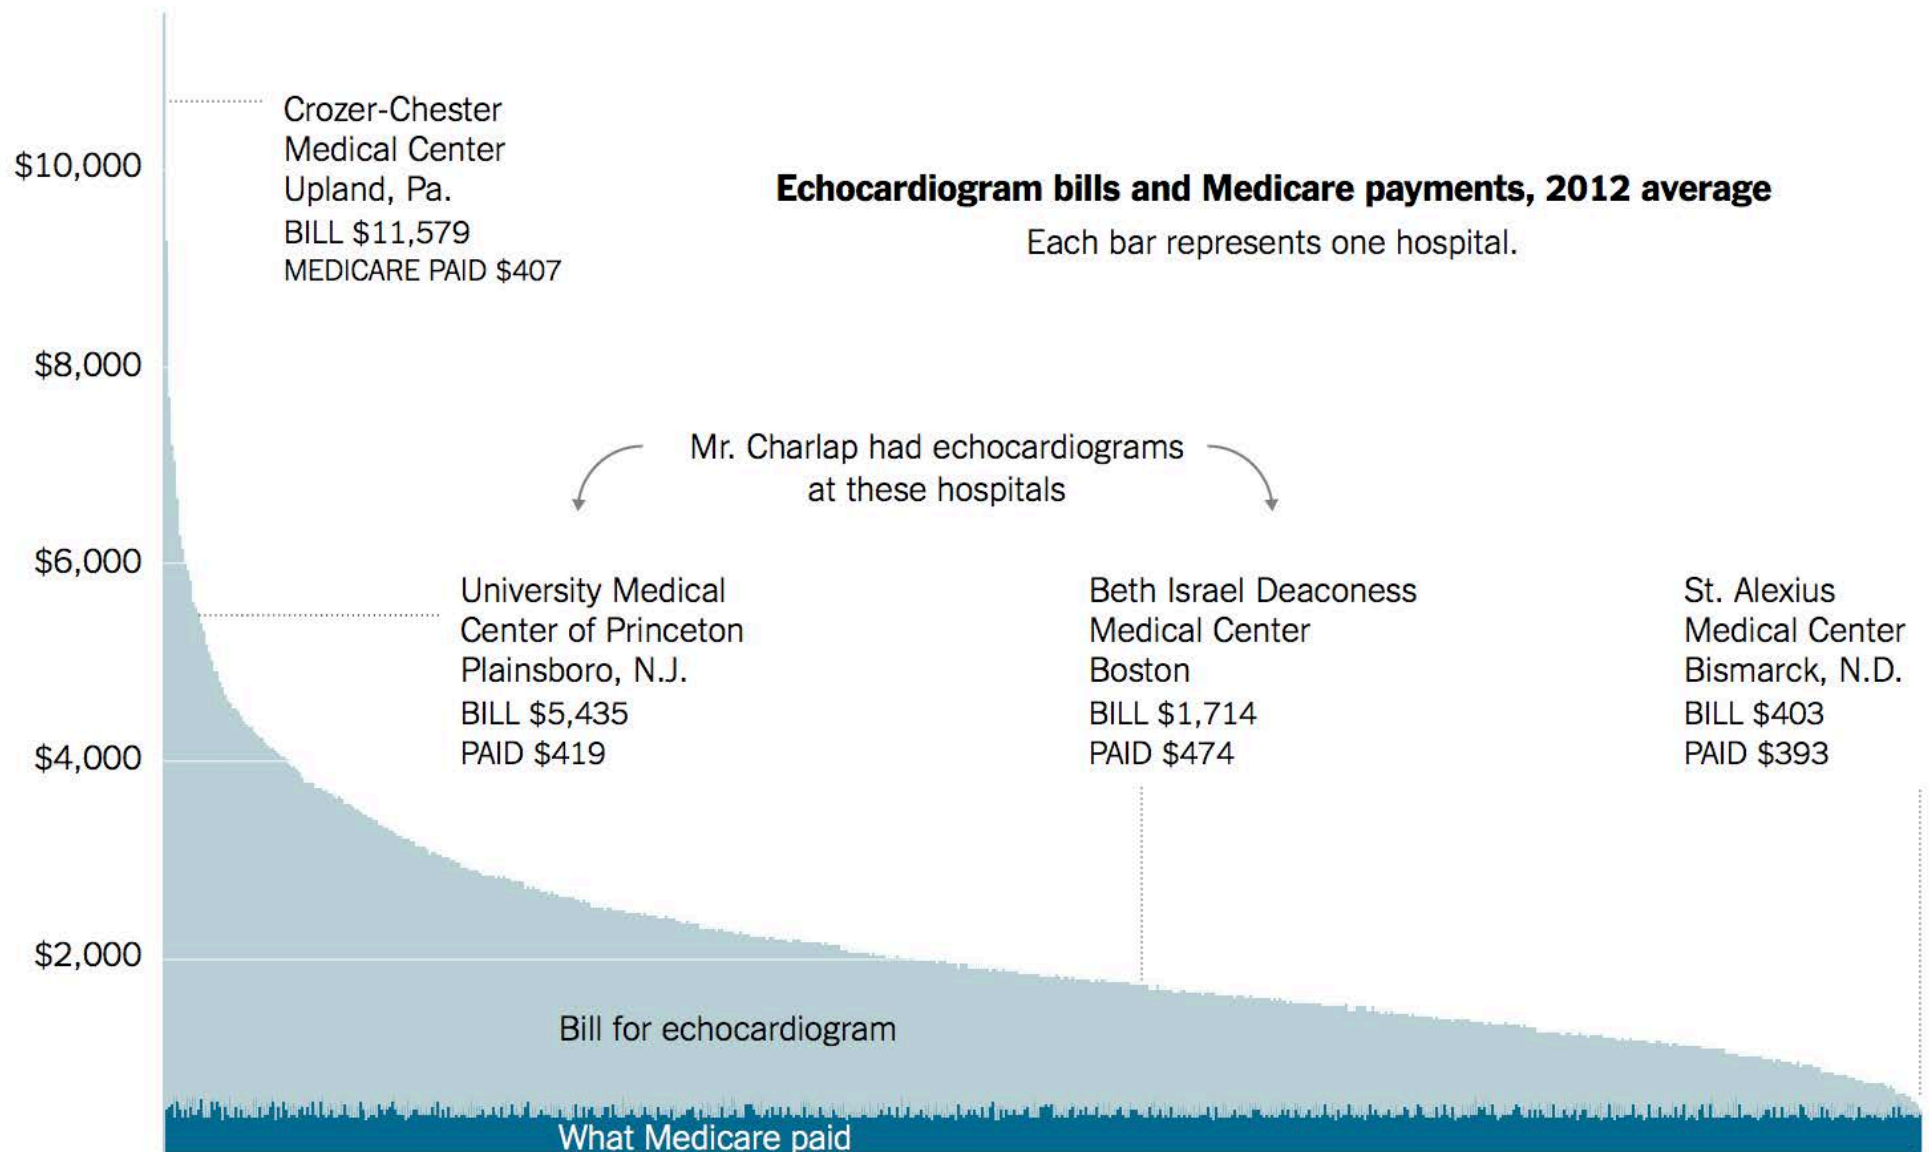 Echocardiogram bills and Medicare payments, 2012 average
Each bar represents one hospital.
$10,000
$8,000
$6,000
$4,000
$2,000
Crozer-Chester
Medical Center
Upland, Pa.
BILL $11,579
MEDICARE PAID $407
Mr. Charlap had echocardiograms
at these hospitals
University Medical
Center of Princeton
Plainsboro, N.J.
BILL $5,435
PAID $419
Beth Israel Deaconess
Medical Center
Boston
BILL $1,714
PAID $474
St. Alexius
Medical Center
Bismarck, N.D.
BILL $403
PAID $393
Bill for echocardiogram
What Medicare paid